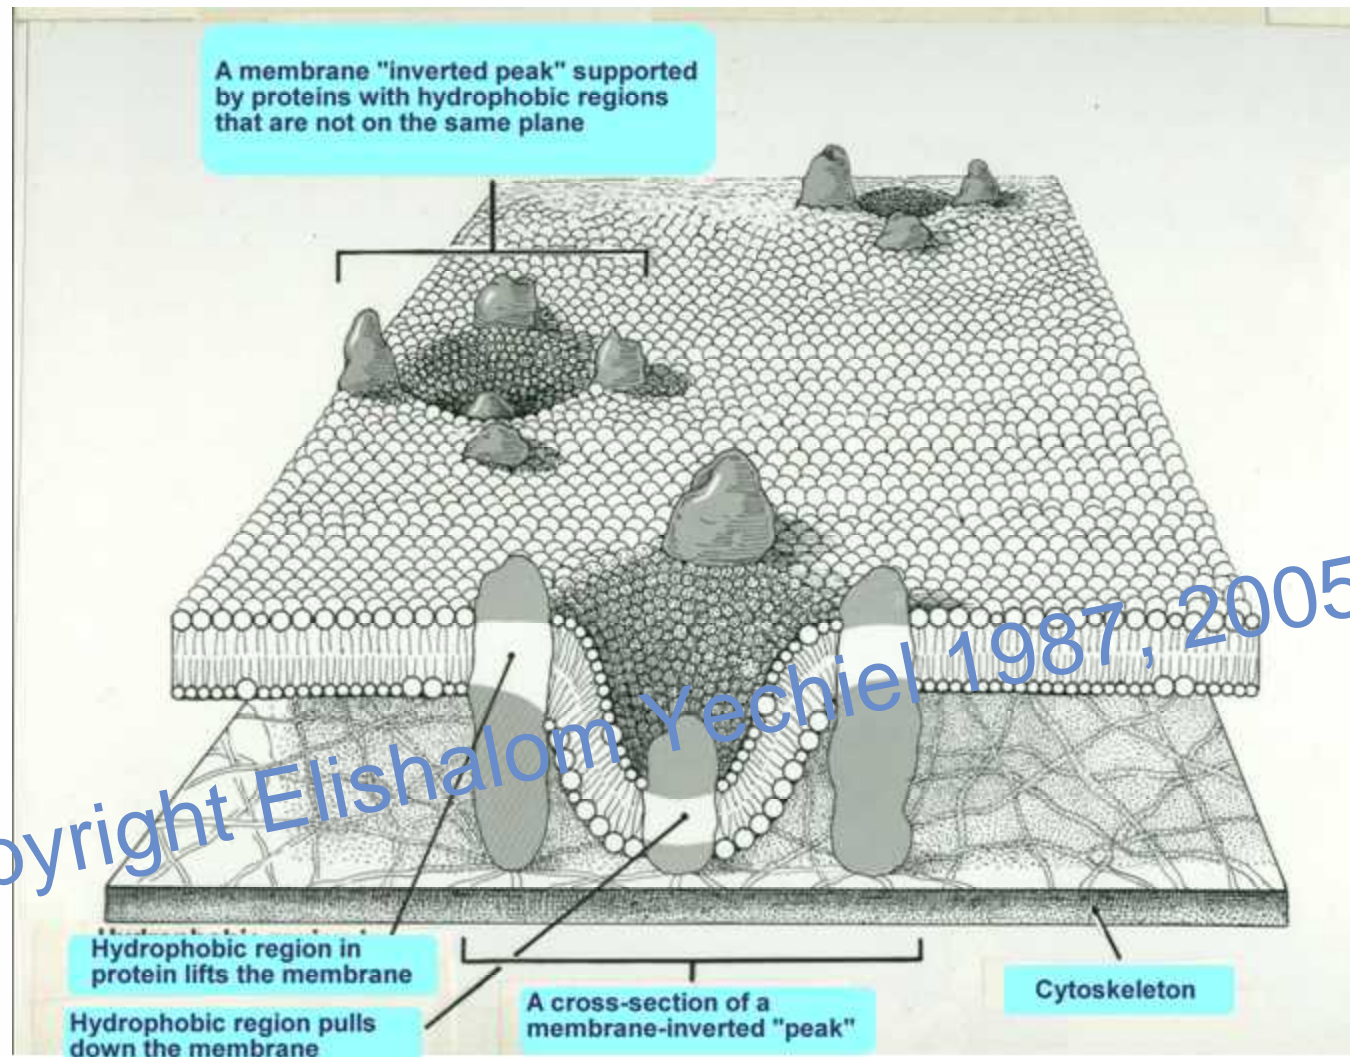 A membrane "inverted peak" supported
by proteins with hydrophobic regions
that are not on the same plane
opyright Elishalom Yechiel 1987, 2005
Hydrophobic region in
protein lifts the membrane
Hydrophobic region pulls
down the membrane
A cross-section of a
membrane-inverted "peak"
Cytoskeleton